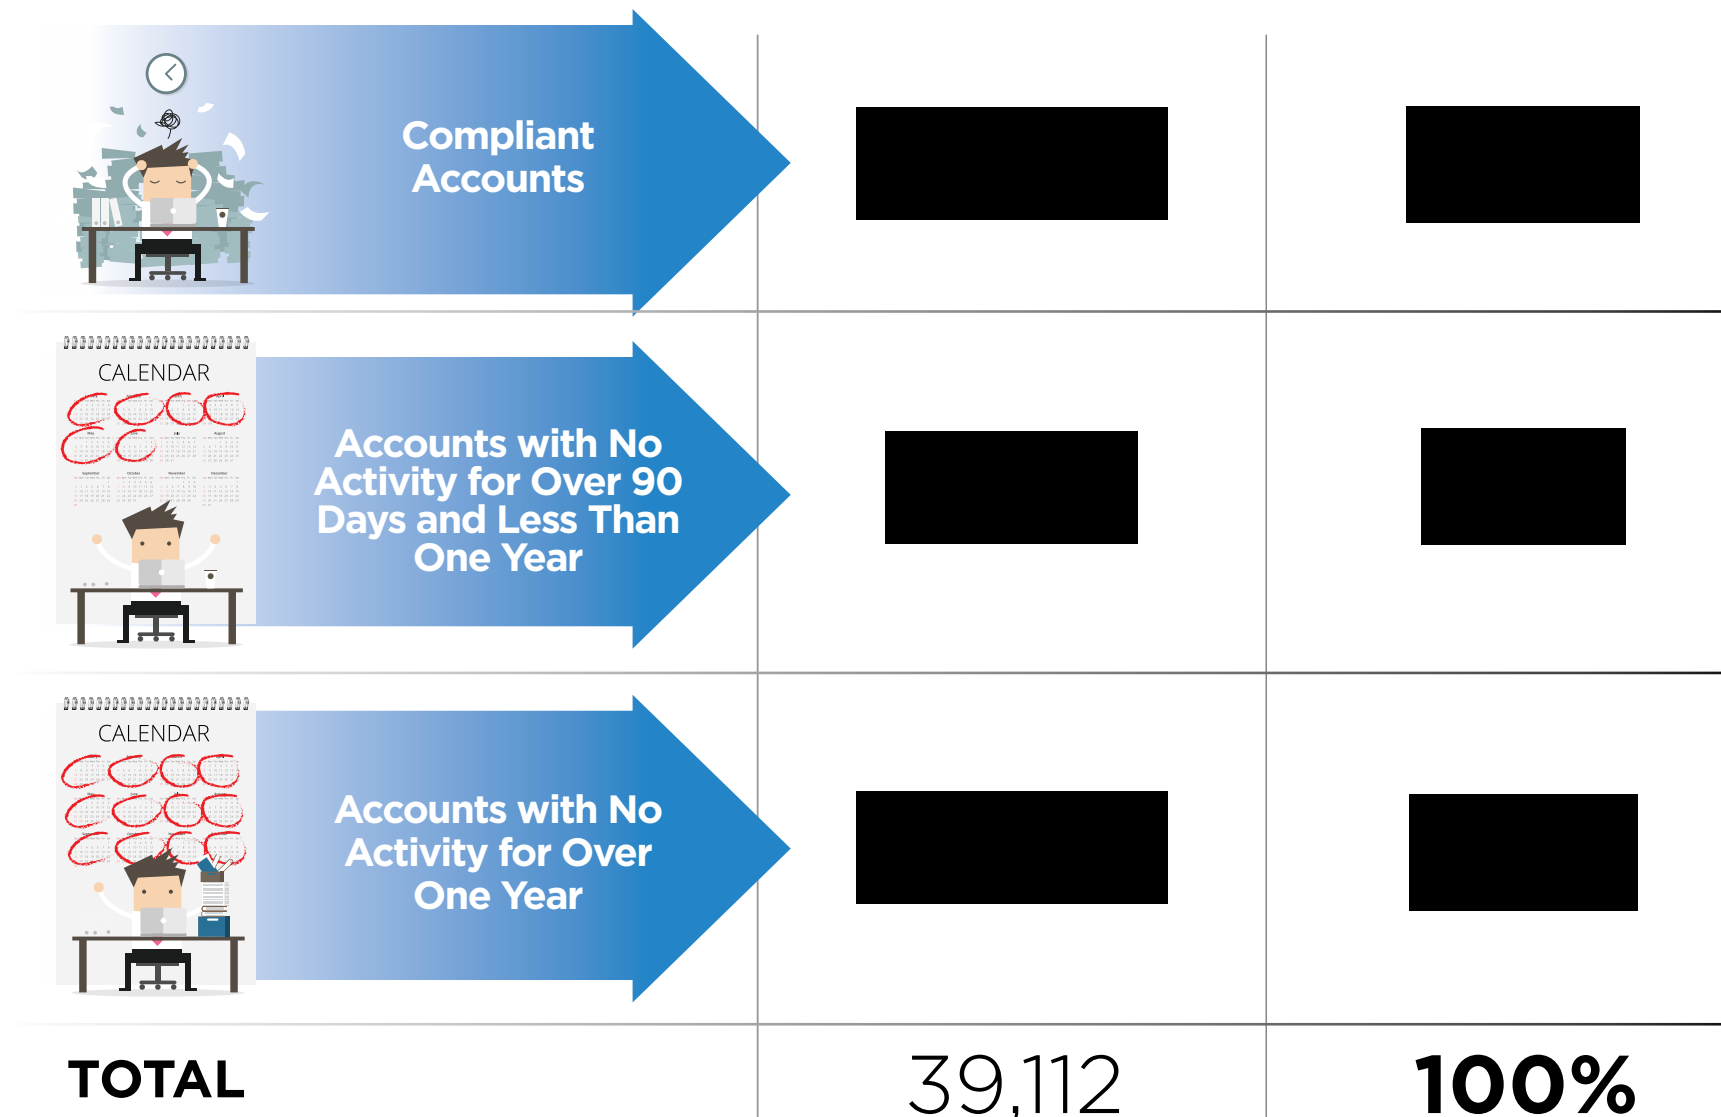 Compliant
Accounts
CALENDAR
Accounts with No
Activity for Over 90
Days and Less Than
One Year
CALENDAR
Accounts with No
Activity for Over
One Year
TOTAL 39,112 100%